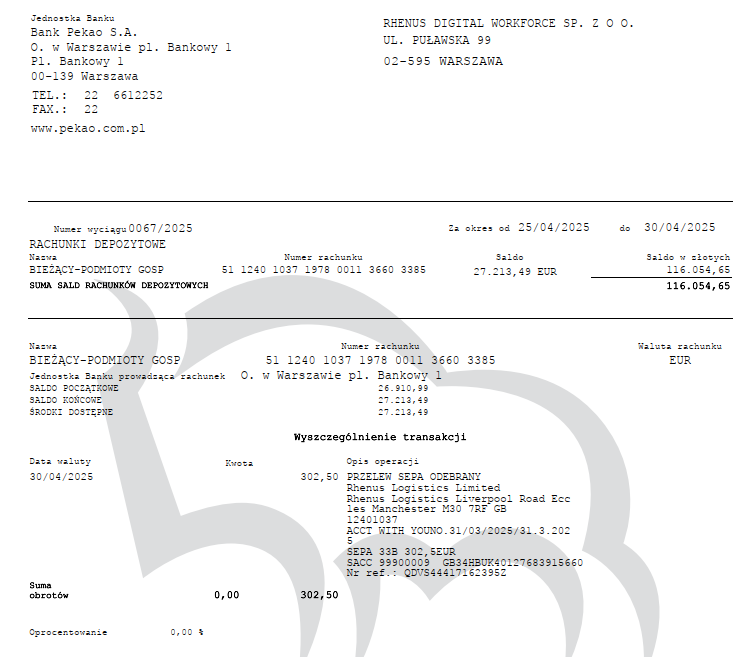 Jednostka Banku
Bank Pekao S.A.
O. w Warszawie pl. Bankowy 1
Pl. Bankowy 1
00-139 Warszawa
TEL.: 22 6612252
FAX.: 22
www.pekao.com.pl
RHENUS DIGITAL WORKFORCE SP. Z O O.
UL. PUŁAWSKA 99
02-595 WARSZAWA
Numer wyciągu 0067/2025 Za okres od 25/04/2025 do 30/04/2025
RACHUNKI DEPOZYTOWE
Nazwa Numer rachunku Saldo Saldo w złotych
BIEŻĄCY-PODMIOTY GOSP 51 1240 1037 1978 0011 3660 3385 27.213,49 EUR 116.054,65
SUMA SALD RACHUNKÓW DEPOZYTOWYCH 116.054,65
Nazwa Numer rachunku Waluta rachunku
BIEŻĄCY-PODMIOTY GOSP 51 1240 1037 1978 0011 3660 3385 EUR
Jednostka Banku prowadząca rachunek O. w Warszawie pl. Bankowy 1
SALDO POCZĄTKOWE 26.910,99
SALDO KOŃCOWE 27.213,49
ŚRODKI DOSTĘPNE 27.213,49
Wyszczególnienie transakcji
Data waluty Kwota Opis operacji
30/04/2025 302,50 PRZELEW SEPA ODEBRANY
Rhenus Logistics Limited
Rhenus Logistics Liverpool Road Ecc
les Manchester M30 7RF GB
12401037
ACCT WITH YOUNO.31/03/2025/31.3.202
5
SEPA 33B 302,5EUR
SACC 99900009 GB34HBUK40127683915660
Nr ref.: QDVS44417162395Z
Suma
obrotów 0,00 302,50
Oprocentowanie 0,00 %